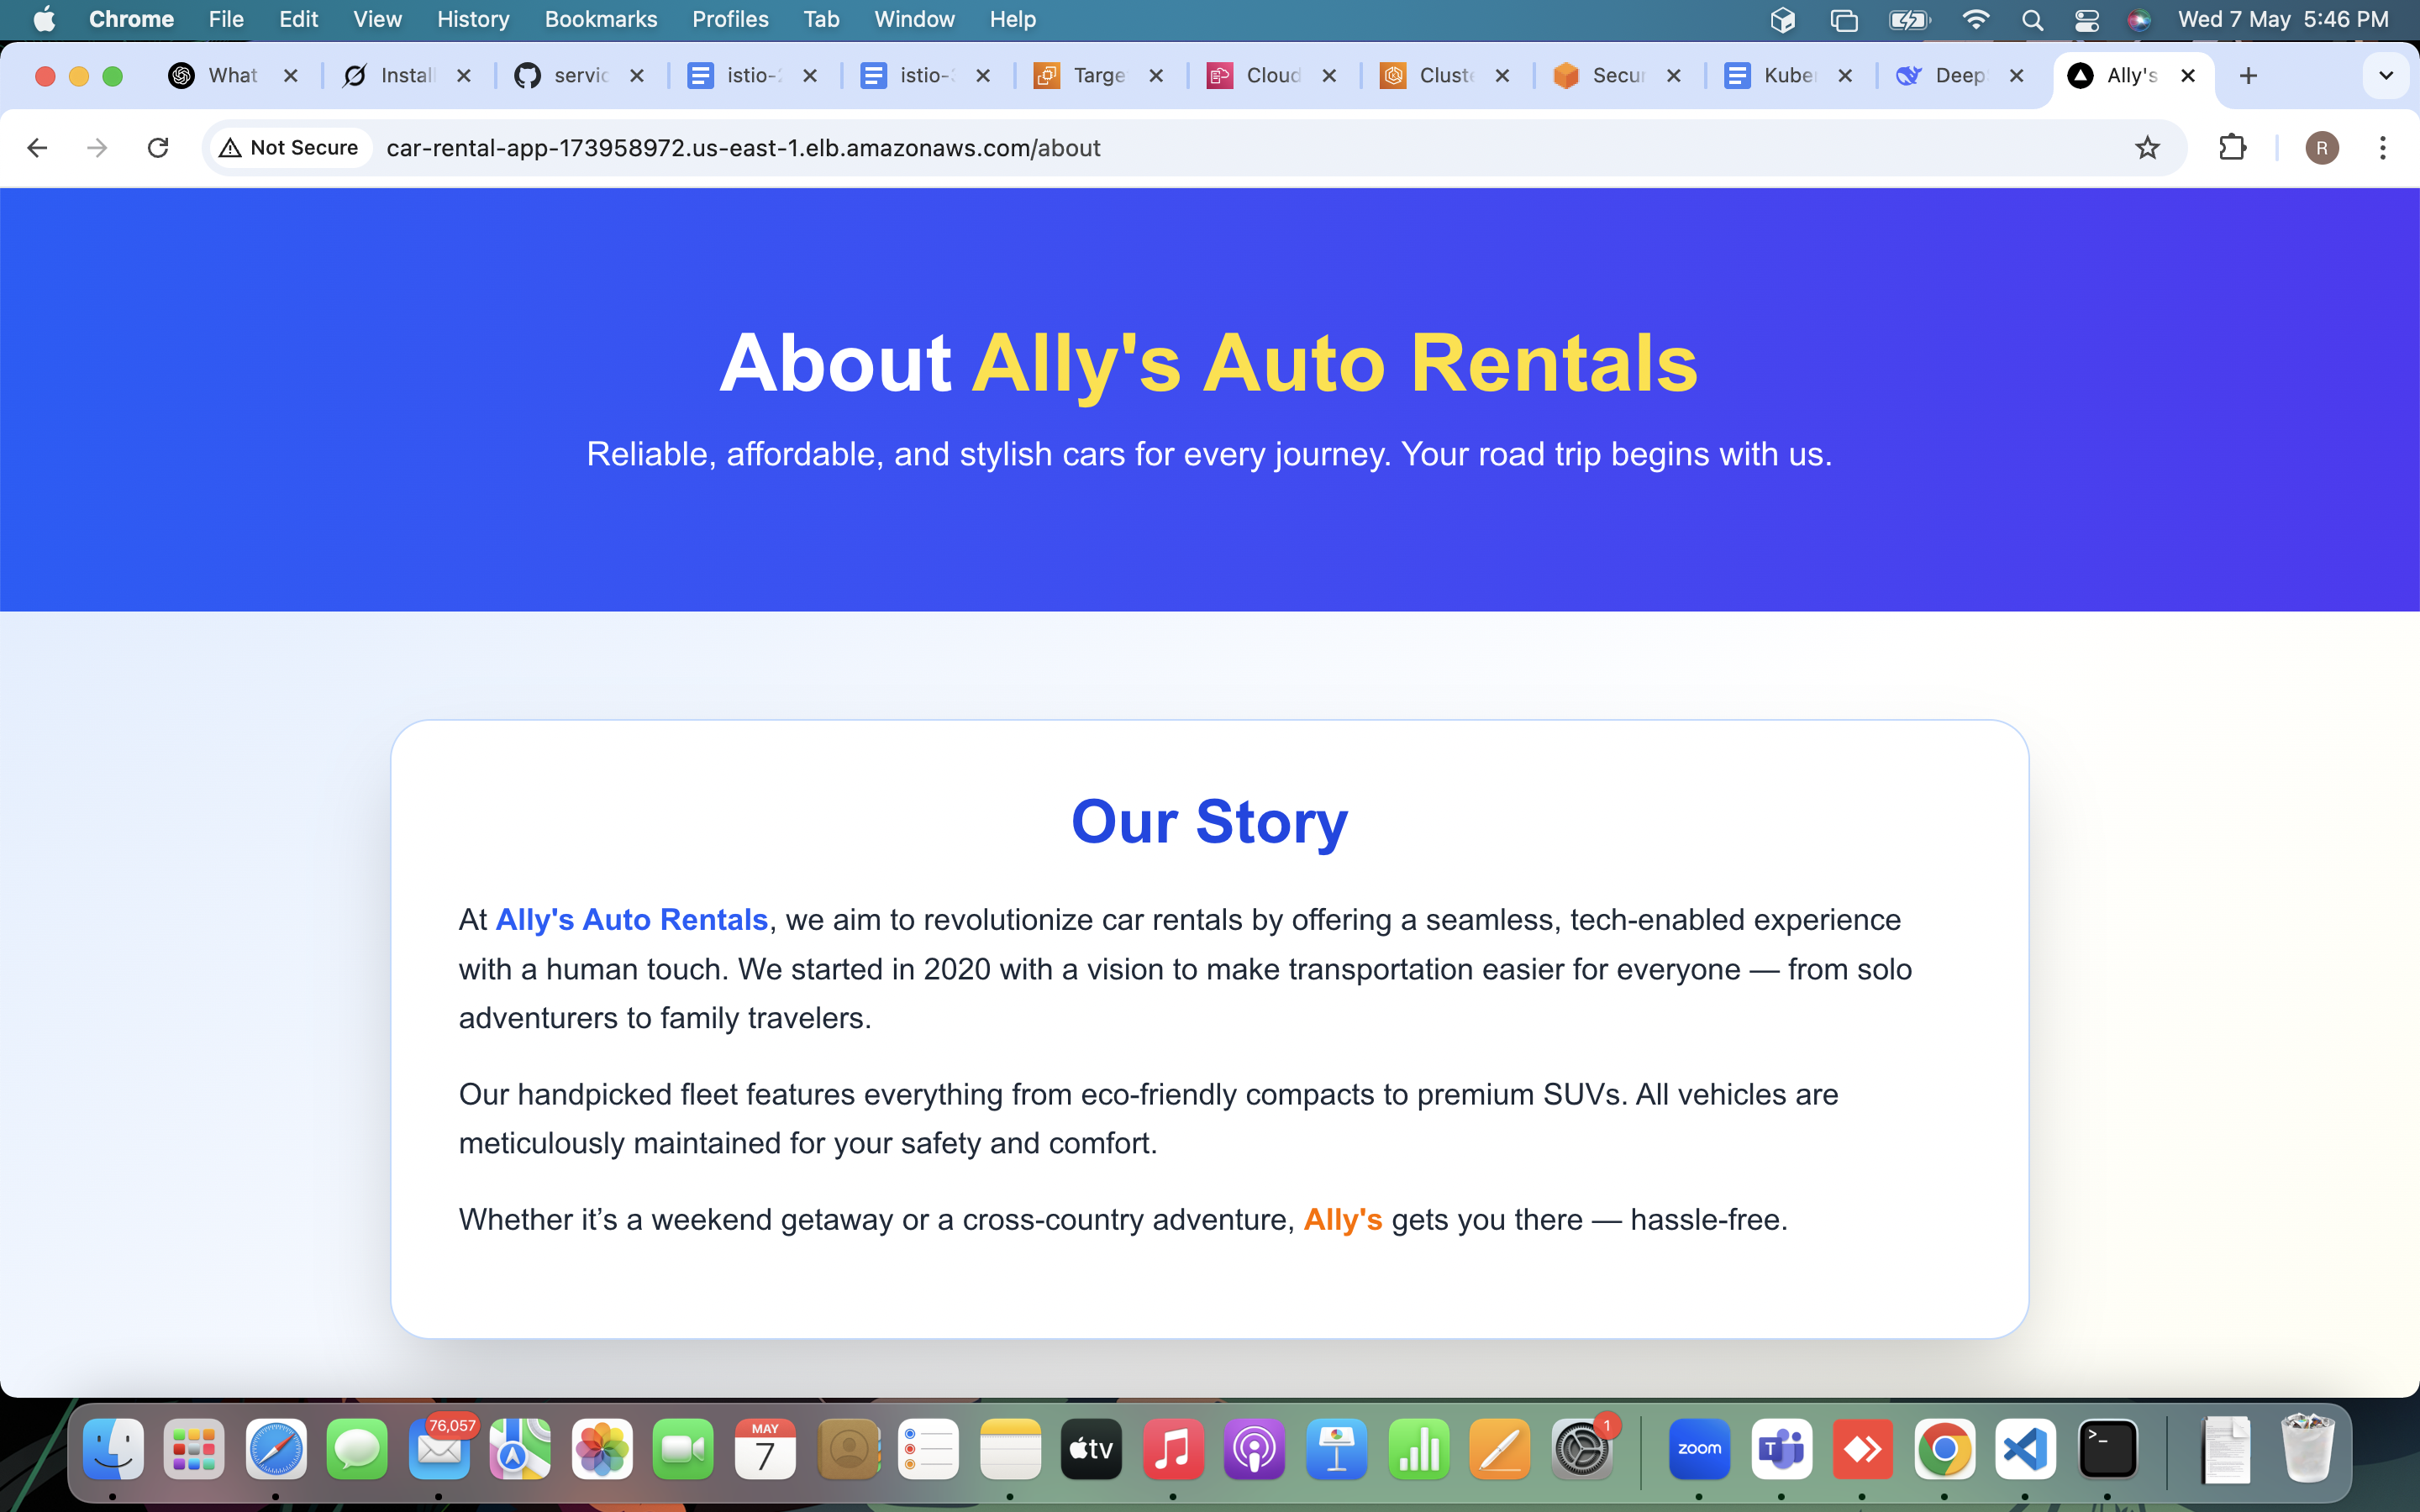 Chrome File Edit View History Bookmarks Profiles Tab Window Help Wed 7 May 5:46 PM
What Install servic istio-2 istio-3 Targe Cloud Cluste Secur Kuber Deep Ally's
Not Secure car-rental-app-173958972.us-east-1.elb.amazonaws.com/about R
About Ally's Auto Rentals
Reliable, affordable, and stylish cars for every journey. Your road trip begins with us.
Our Story
At Ally's Auto Rentals, we aim to revolutionize car rentals by offering a seamless, tech-enabled experience
with a human touch. We started in 2020 with a vision to make transportation easier for everyone — from solo
adventurers to family travelers.
Our handpicked fleet features everything from eco-friendly compacts to premium SUVs. All vehicles are
meticulously maintained for your safety and comfort.
Whether it’s a weekend getaway or a cross-country adventure, Ally's gets you there — hassle-free.
76,057
MAY
7
tv
1
zoom
T
>_